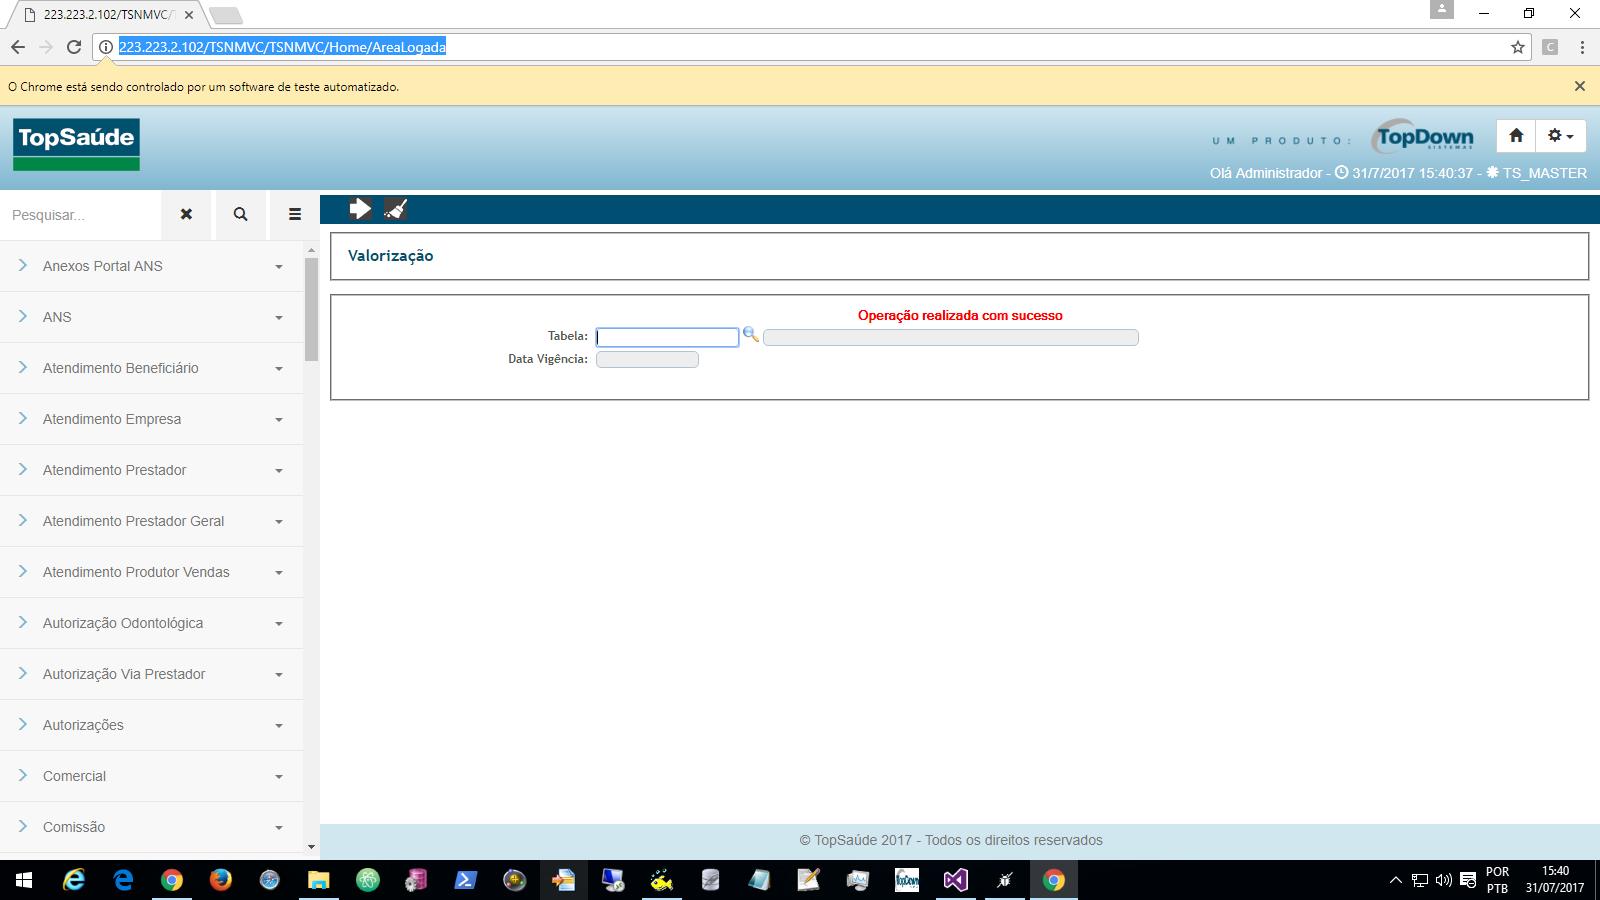 223.223.2.102/TSNMVC/T
223.223.2.102/TSNMVC/TSNMVC/Home/AreaLogada
C
O Chrome está sendo controlado por um software de teste automatizado.
TopSaúde
UM PRODUTO:
TopDown
SISTEMAS
Olá Administrador - 31/7/2017 15:40:37 - TS_MASTER
Pesquisar...
Anexos Portal ANS
ANS
Atendimento Beneficiário
Atendimento Empresa
Atendimento Prestador
Atendimento Prestador Geral
Atendimento Produtor Vendas
Autorização Odontológica
Autorização Via Prestador
Autorizações
Comercial
Comissão
Valorização
Operação realizada com sucesso
Tabela:
Data Vigência:
© TopSaúde 2017 - Todos os direitos reservados
TopDown
POR
PTB
15:40
31/07/2017